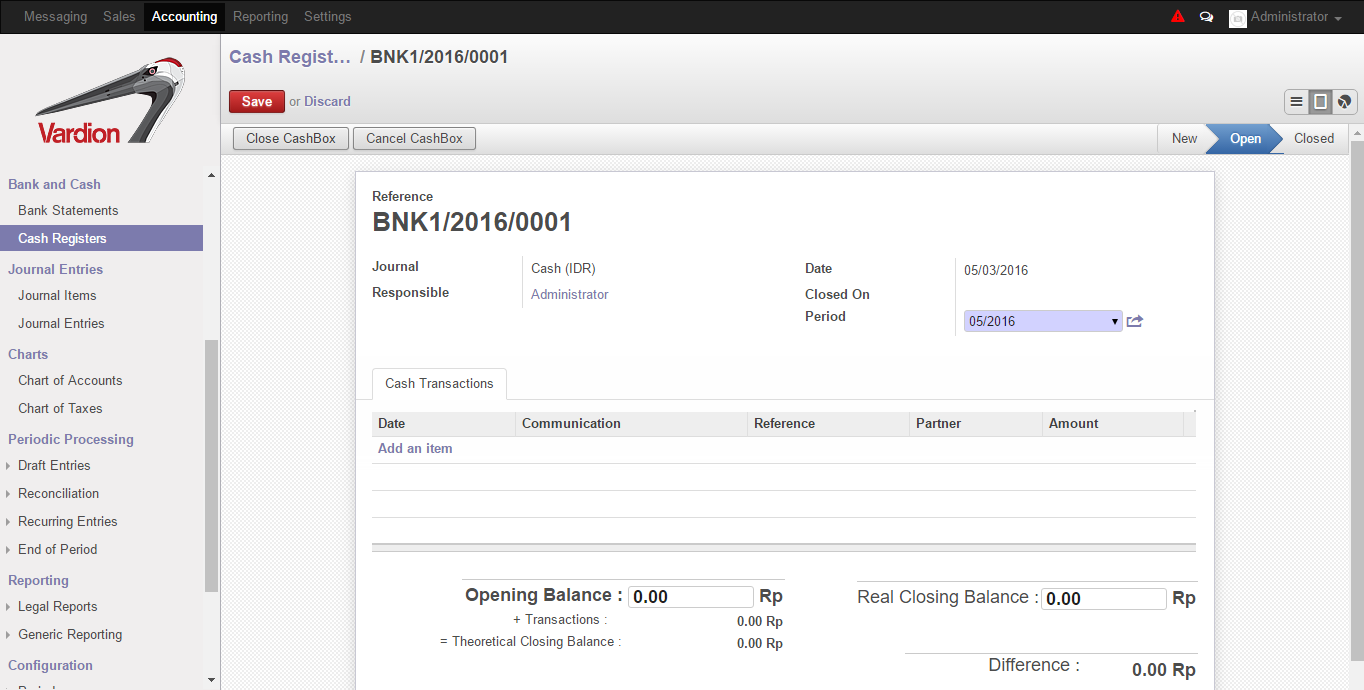 Messaging Sales Accounting Reporting Settings Administrator
Vardion
Cash Regist... / BNK1/2016/0001
Save or Discard
Close CashBox Cancel CashBox New Open Closed
Bank and Cash
Bank Statements
Cash Registers
Journal Entries
Journal Items
Journal Entries
Charts
Chart of Accounts
Chart of Taxes
Periodic Processing
Draft Entries
Reconciliation
Recurring Entries
End of Period
Reporting
Legal Reports
Generic Reporting
Configuration
Reference
BNK1/2016/0001
Journal Cash (IDR)
Responsible Administrator
Date 05/03/2016
Closed On
Period 05/2016
Cash Transactions
Date Communication Reference Partner Amount
Add an item
Opening Balance : 0.00 Rp
+ Transactions : 0.00 Rp
= Theoretical Closing Balance : 0.00 Rp
Real Closing Balance : 0.00 Rp
Difference : 0.00 Rp